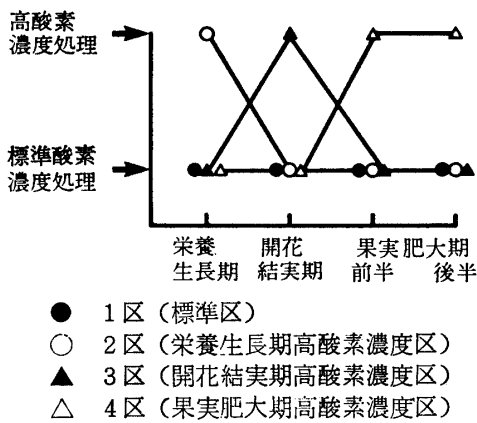 高酸素
濃度処理
標準酸素
濃度処理
栄養
生長期
開花
結実期
果実肥大期
前半
後半
● 1区（標準区）
○ 2区（栄養生長期高酸素濃度区）
▲ 3区（開花結実期高酸素濃度区）
△ 4区（果実肥大期高酸素濃度区）